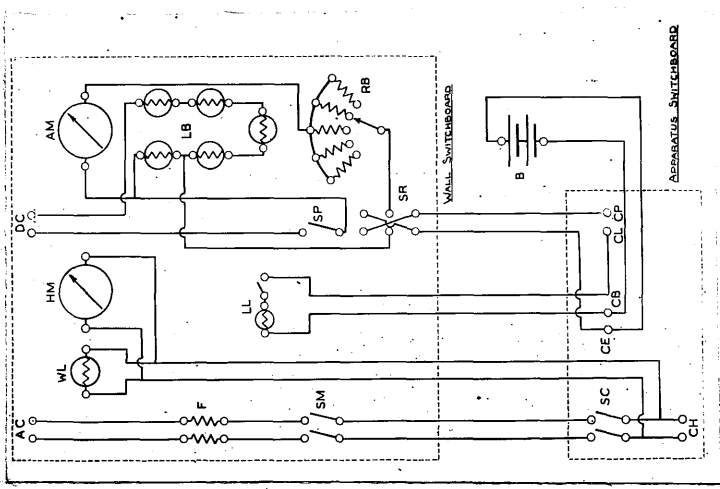 AM
LB
RB
DC
SP
SR
WALL SWITCHBOARD
APPARATUS SWITCHBOARD
B
HM
WL
LL
CP
CL
CB
CE
AC
F
SM
SC
CH